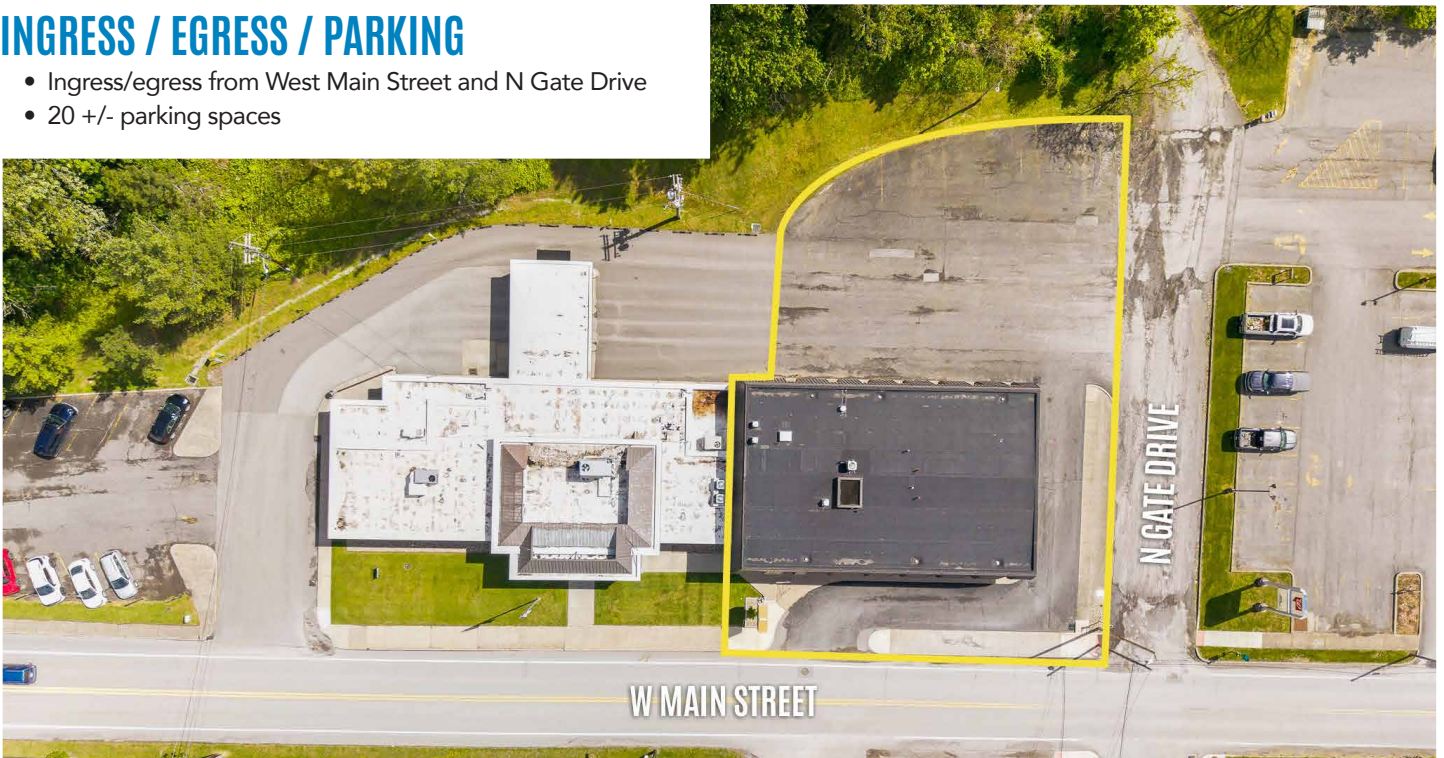 INGRESS / EGRESS / PARKING
• Ingress/egress from West Main Street and N Gate Drive
• 20 +/- parking spaces
N GATE DRIVE
W MAIN STREET